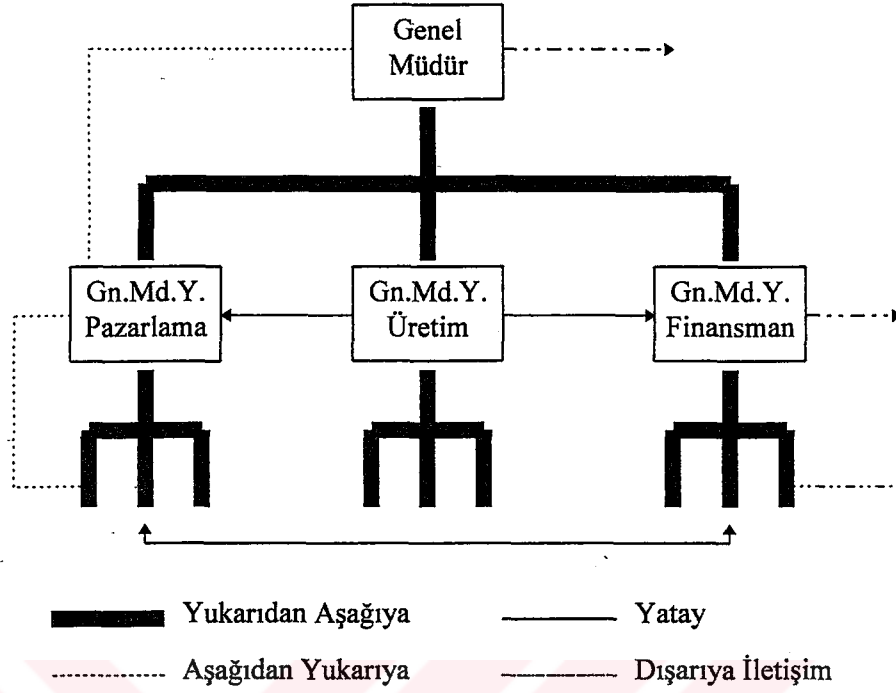 Genel
Müdür
Gn.Md.Y.
Pazarlama
Gn.Md.Y.
Üretim
Gn.Md.Y.
Finansman
Yukarıdan Aşağıya
Yatay
Aşağıdan Yukarıya
Dışarıya İletişim